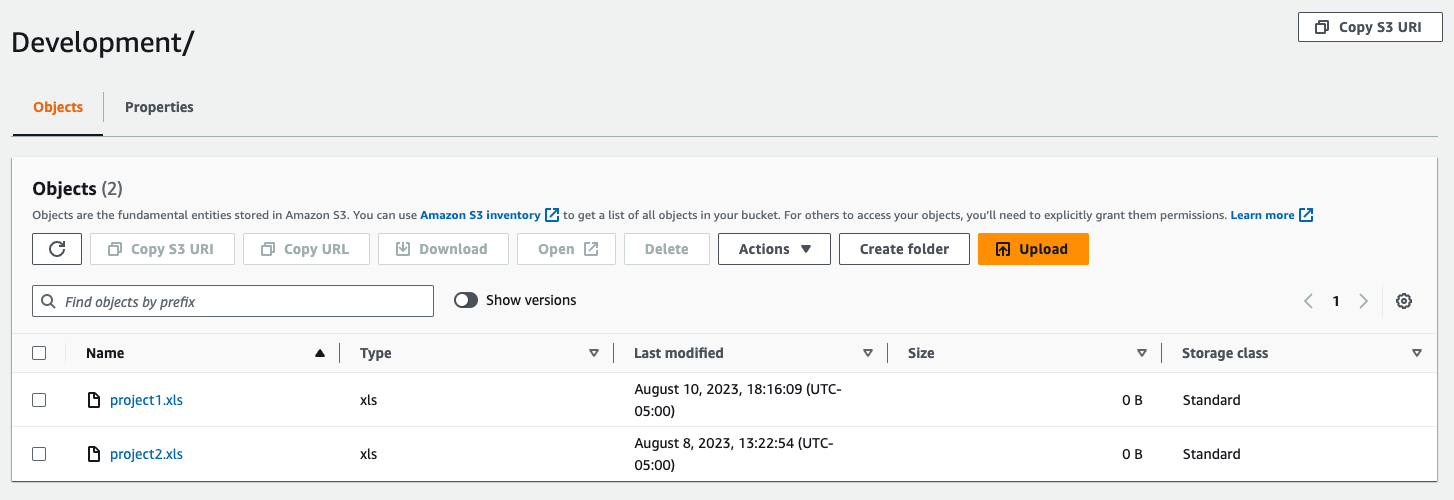 Development/
Copy S3 URI
Objects
Properties
Objects (2)
Objects are the fundamental entities stored in Amazon S3. You can use Amazon S3 inventory to get a list of all objects in your bucket. For others to access your objects, you'll need to explicitly grant them permissions. Learn more
Copy S3 URI Copy URL Download Open Delete Actions Create folder Upload
Find objects by prefix Show versions 1
Name Type Last modified Size Storage class
project1.xls xls August 10, 2023, 18:16:09 (UTC-
05:00) 0 B Standard
project2.xls xls August 8, 2023, 13:22:54 (UTC-
05:00) 0 B Standard